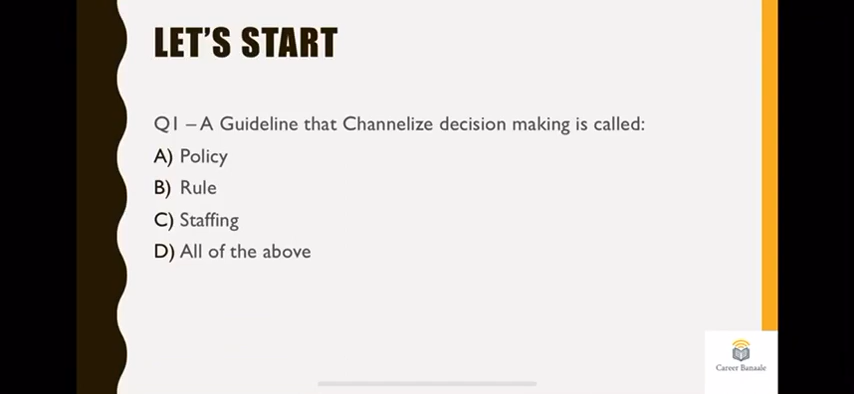 LET'S START
Q1 – A Guideline that Channelize decision making is called:
A) Policy
B) Rule
C) Staffing
D) All of the above
Career Banaale